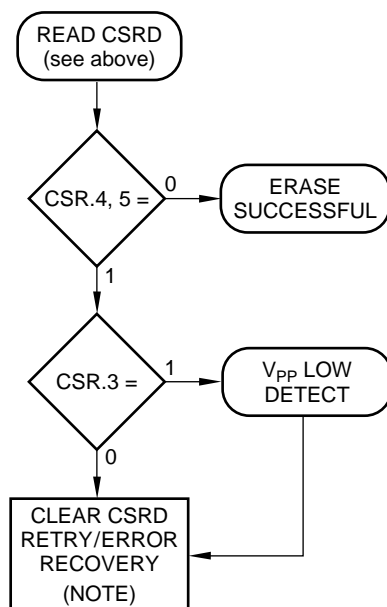 READ CSRD
(see above)
CSR.4, 5 =
0
ERASE
SUCCESSFUL
1
CSR.3 =
1
VPP LOW
DETECT
0
CLEAR CSRD
RETRY/ERROR
RECOVERY
(NOTE)